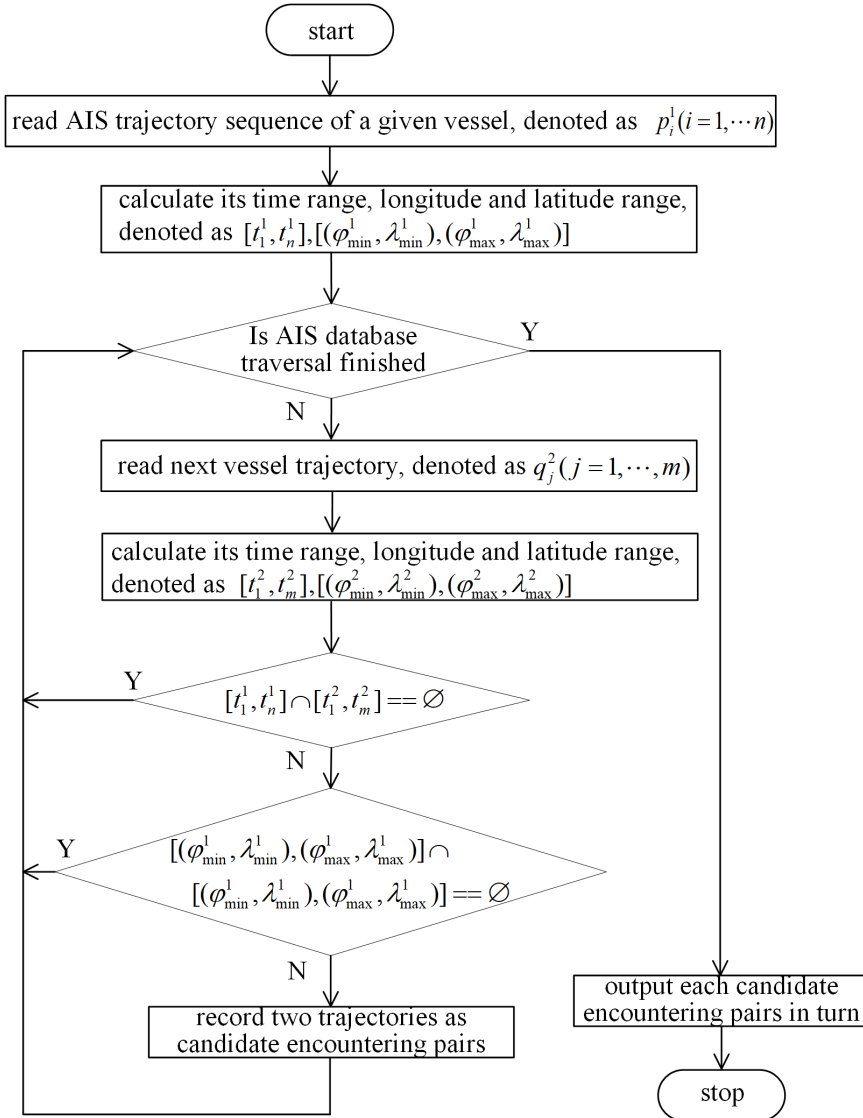 start
read AIS trajectory sequence of a given vessel, denoted as p_i^1(i=1,⋯n)
calculate its time range, longitude and latitude range,
denoted as [t_1^1,t_n^1],[(φ_min^1,λ_min^1),(φ_max^1,λ_max^1)]
Is AIS database
traversal finished
Y
N
read next vessel trajectory, denoted as q_j^2(j=1,⋯,m)
calculate its time range, longitude and latitude range,
denoted as [t_1^2,t_m^2],[(φ_min^2,λ_min^2),(φ_max^2,λ_max^2)]
Y
[t_1^1,t_n^1]∩[t_1^2,t_m^2]==∅
N
Y
[(φ_min^1,λ_min^1),(φ_max^1,λ_max^1)]∩
[(φ_min^1,λ_min^1),(φ_max^1,λ_max^1)]==∅
N
record two trajectories as
candidate encountering pairs
output each candidate
encountering pairs in turn
stop